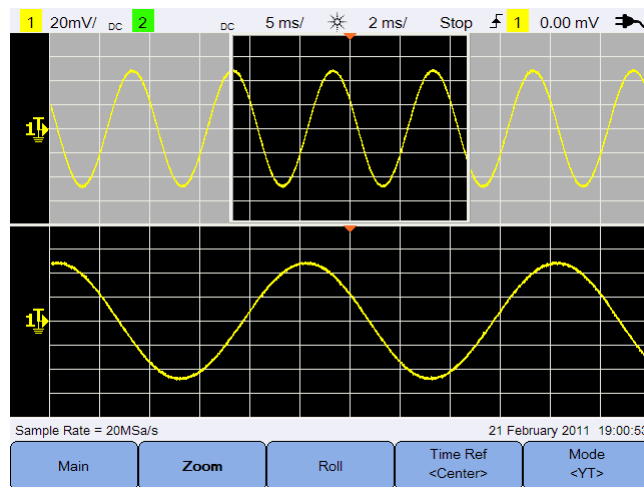 1 20mV/ DC 2 DC 5 ms/ 2 ms/ Stop 1 0.00 mV
1
1
Sample Rate = 20MSa/s 21 February 2011 19:00:53
Main Zoom Roll Time Ref <Center> Mode <YT>